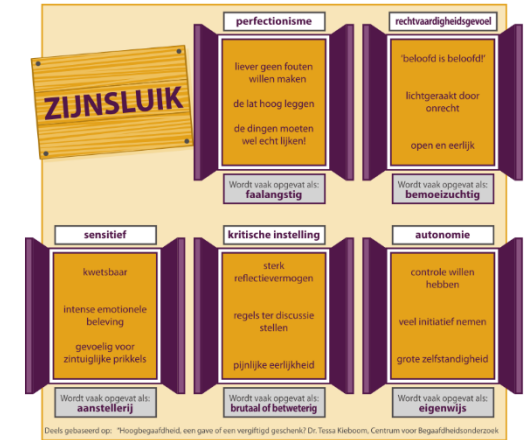 ZIJNSLUIK
perfectionisme
liever geen fouten
willen maken
de lat hoog leggen
de dingen moeten
wel echt lijken!
Wordt vaak opgevat als:
faalangstig
rechtvaardigheidsgevoel
'beloofd is beloofd!'
lichtgeraakt door
onrecht
open en eerlijk
Wordt vaak opgevat als:
bemoeizuchtig
sensitief
kwetsbaar
intense emotionele
beleving
gevoelig voor
zintuiglijke prikkels
Wordt vaak opgevat als:
aanstellerij
kritische instelling
sterk
reflectievermogen
regels ter discussie
stellen
pijnlijke eerlijkheid
Wordt vaak opgevat als:
brutaal of betweterig
autonomie
controle willen
hebben
veel initiatief nemen
grote zelfstandigheid
Wordt vaak opgevat als:
eigenwijs
Deels gebaseerd op: "Hoogbegaafdheid, een gave of een vergiftigd geschenk? Dr. Tessa Kieboom, Centrum voor Begaafdheidsonderzoek